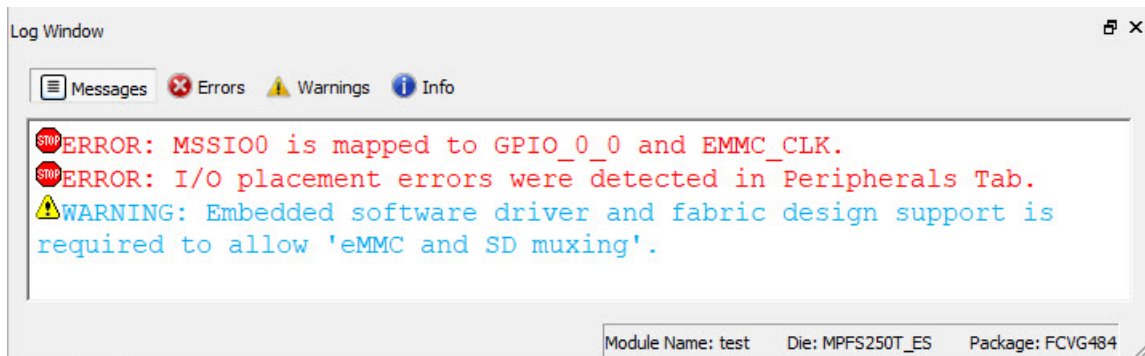 Log Window
Messages Errors Warnings Info
STOP ERROR: MSSIO0 is mapped to GPIO_0_0 and EMMC_CLK.
STOP ERROR: I/O placement errors were detected in Peripherals Tab.
WARNING: Embedded software driver and fabric design support is
required to allow 'eMMC and SD muxing'.
Module Name: test Die: MPFS250T_ES Package: FCVG484